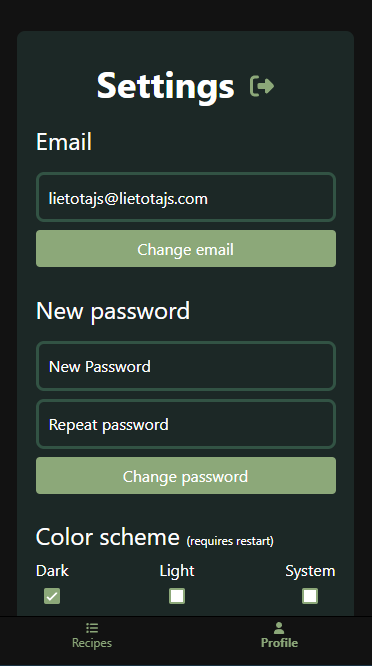 Settings
Email
lietotajs@lietotajs.com
Change email
New password
New Password
Repeat password
Change password
Color scheme (requires restart)
Dark Light System
Recipes Profile